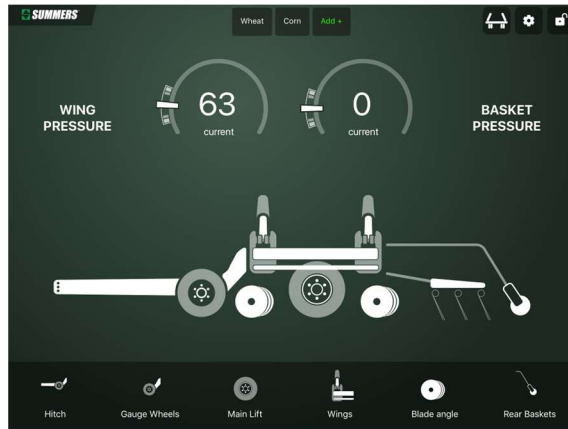 SUMMERS
Wheat
Corn
Add +
WING
PRESSURE
63
current
0
current
BASKET
PRESSURE
Hitch
Gauge Wheels
Main Lift
Wings
Blade angle
Rear Baskets